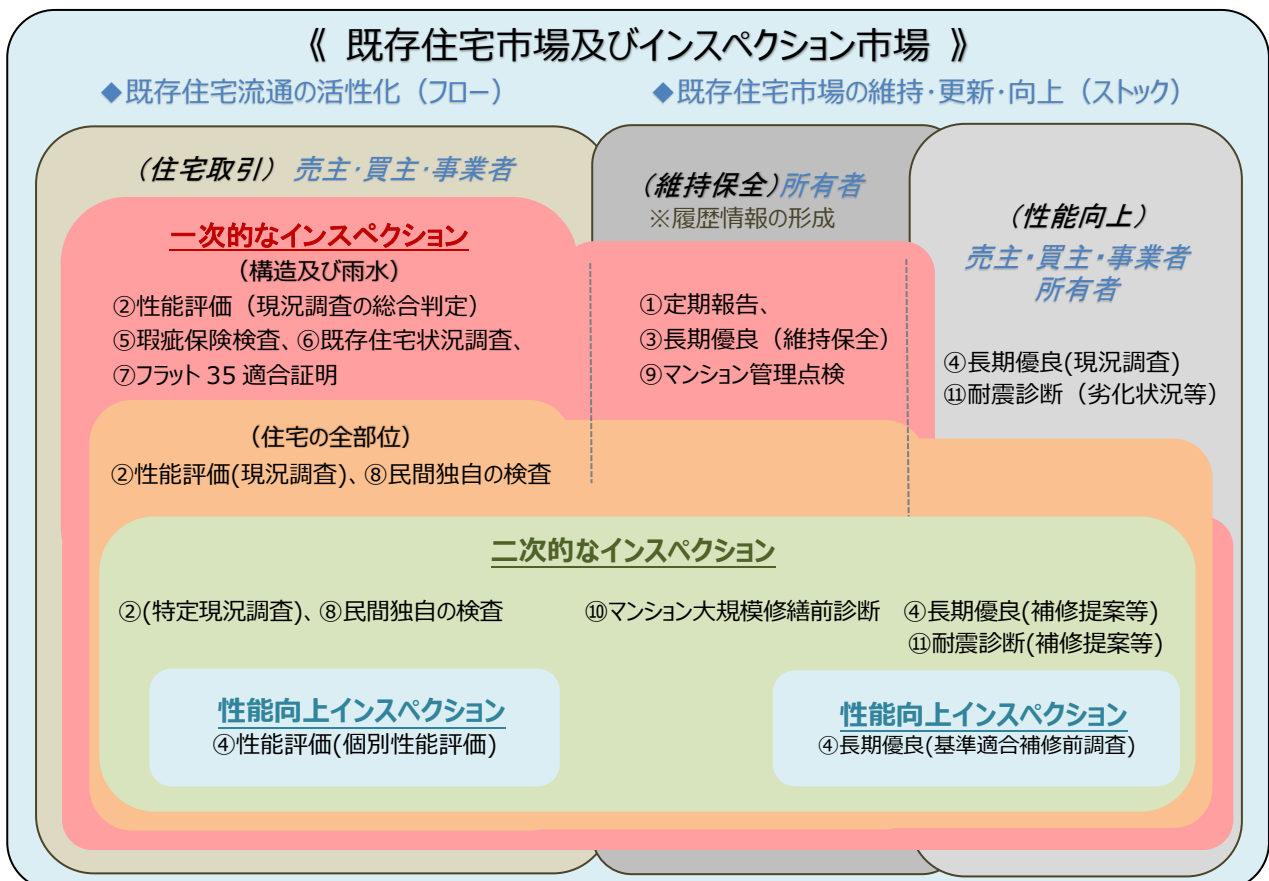 《 既存住宅市場及びインスペクション市場 》
◆既存住宅流通の活性化（フロー）
◆既存住宅市場の維持・更新・向上（ストック）
（住宅取引） 売主・買主・事業者
一次的なインスペクション
（構造及び雨水）
②性能評価（現況調査の総合判定）
⑤瑕疵保険検査、⑥既存住宅状況調査、
⑦フラット 35 適合証明
（住宅の全部位）
②性能評価(現況調査)、⑧民間独自の検査
（維持保全）所有者
※履歴情報の形成
①定期報告、
③長期優良（維持保全）
⑨マンション管理点検
（性能向上）
売主・買主・事業者
所有者
④長期優良(現況調査)
⑪耐震診断（劣化状況等）
二次的なインスペクション
②(特定現況調査)、⑧民間独自の検査
⑩マンション大規模修繕前診断
④長期優良(補修提案等)
⑪耐震診断(補修提案等)
性能向上インスペクション
④性能評価(個別性能評価)
性能向上インスペクション
④長期優良(基準適合補修前調査)